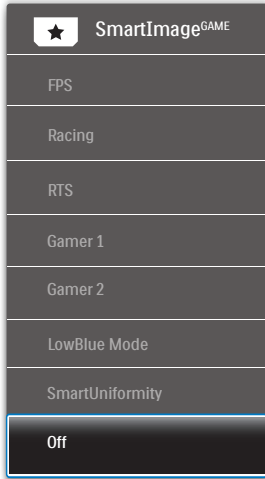 SmartImageGAME
FPS
Racing
RTS
Gamer 1
Gamer 2
LowBlue Mode
SmartUniformity
Off